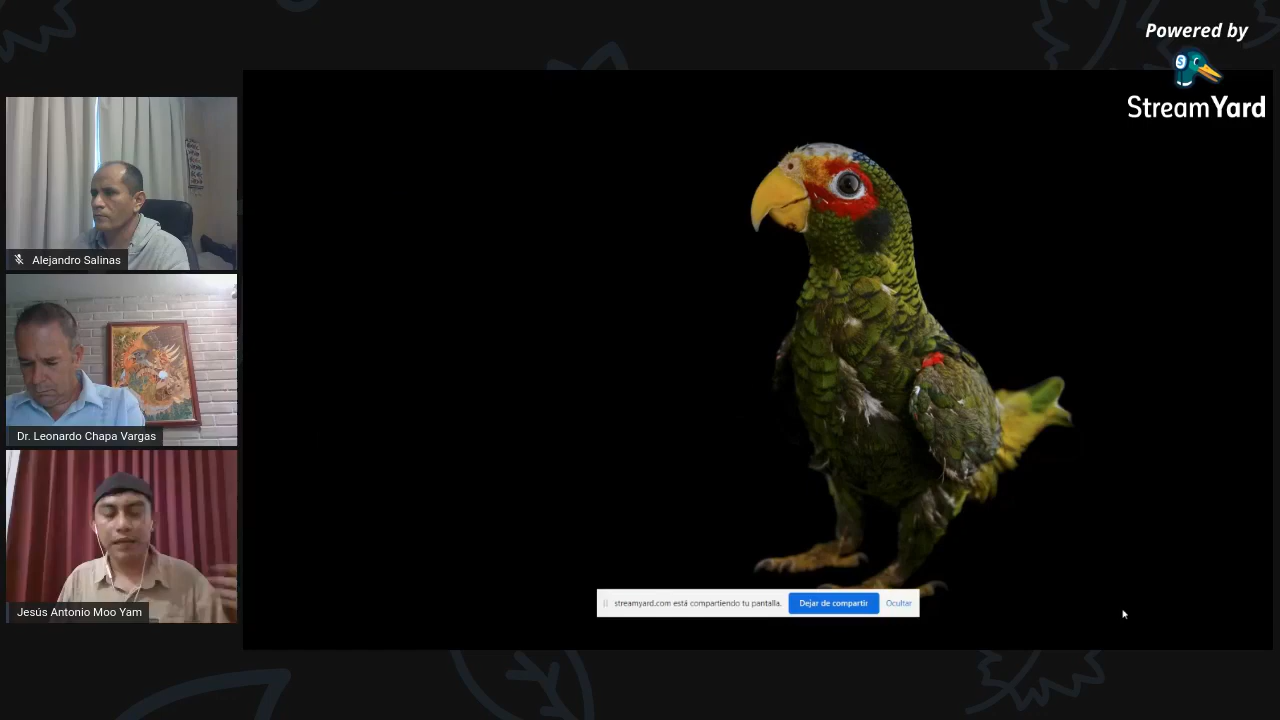 Powered by
StreamYard
Alejandro Salinas
Dr. Leonardo Chapa Vargas
Jesús Antonio Moo Yam
streamyard.com está compartiendo tu pantalla.
Dejar de compartir
Ocultar